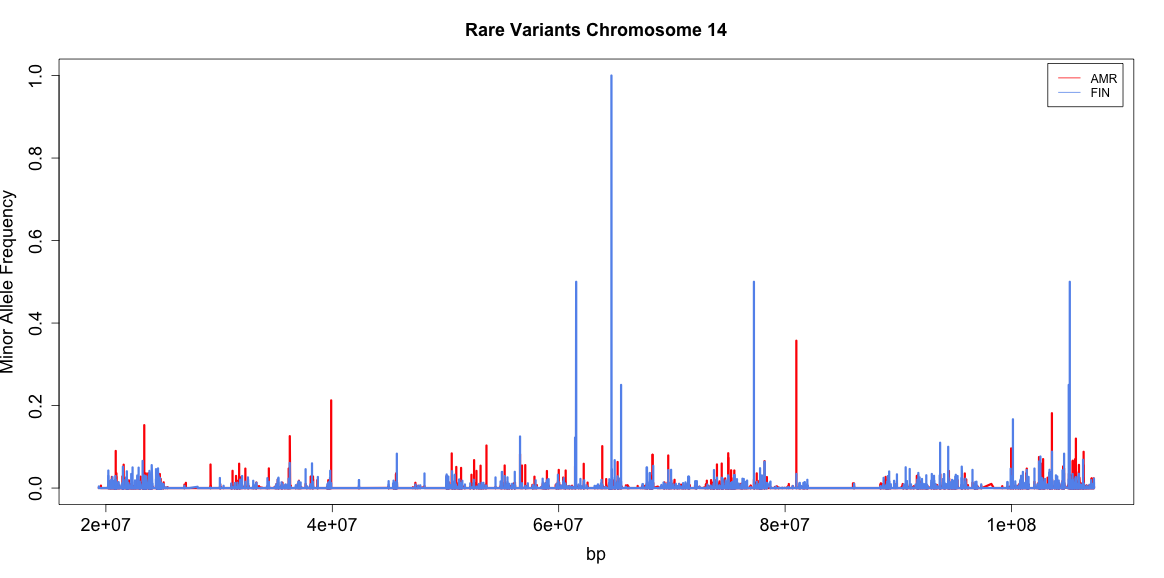 Rare Variants Chromosome 14
AMR
FIN
Minor Allele Frequency
1.0
0.8
0.6
0.4
0.2
0.0
2e+07 4e+07 6e+07 8e+07 1e+08
bp